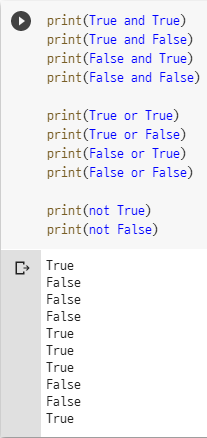 print(True and True)
print(True and False)
print(False and True)
print(False and False)

print(True or True)
print(True or False)
print(False or True)
print(False or False)

print(not True)
print(not False)

True
False
False
False
True
True
True
False
False
True